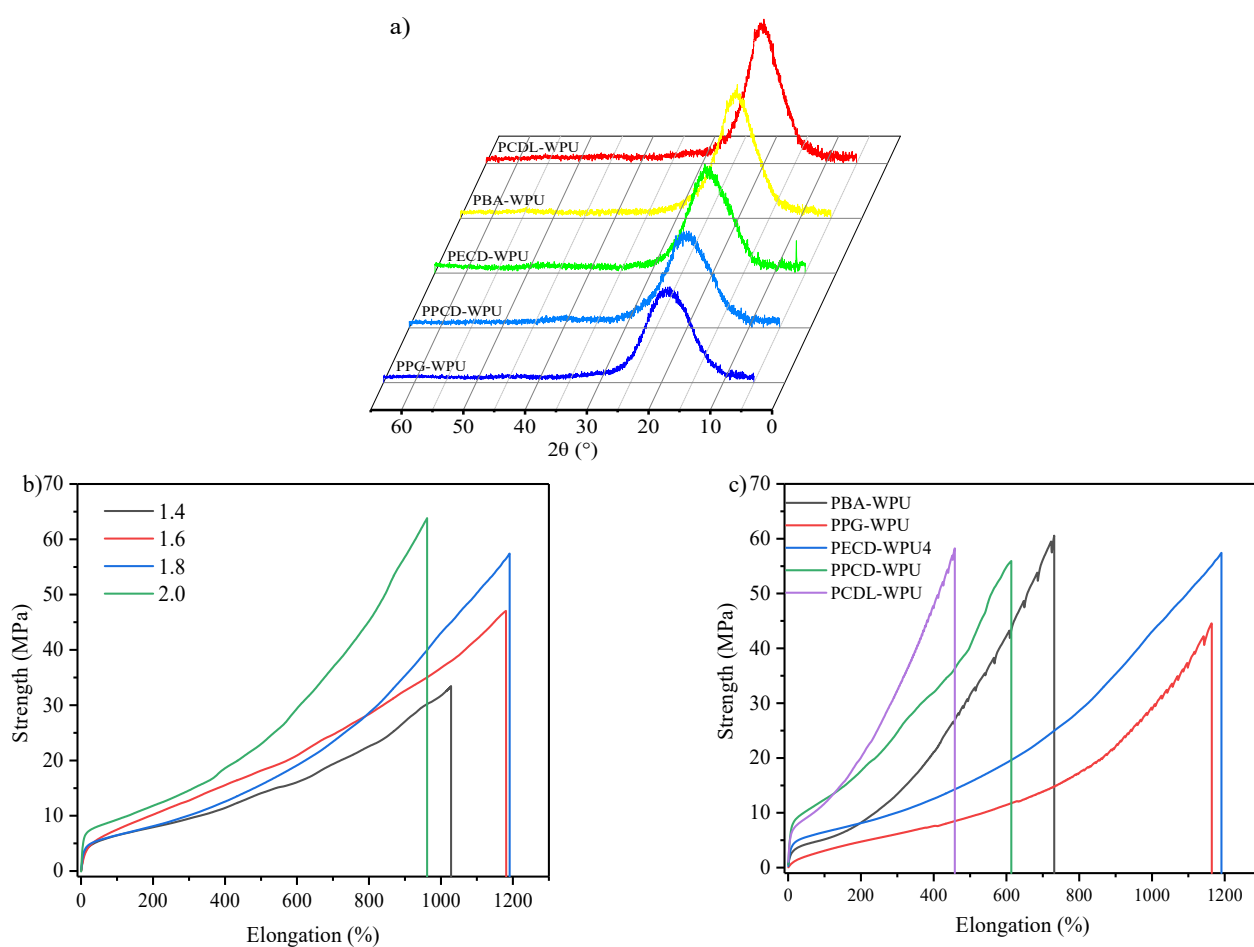 a)
PCDL-WPU
PBA-WPU
PECD-WPU
PPCD-WPU
PPG-WPU
60 50 40 30 20 10 0
2θ (°)
b)
70
60
50
40
30
20
10
0
Strength (MPa)
1.4
1.6
1.8
2.0
0 200 400 600 800 1000 1200
Elongation (%)
c)
70
60
50
40
30
20
10
0
Strength (MPa)
PBA-WPU
PPG-WPU
PECD-WPU4
PPCD-WPU
PCDL-WPU
0 200 400 600 800 1000 1200
Elongation (%)